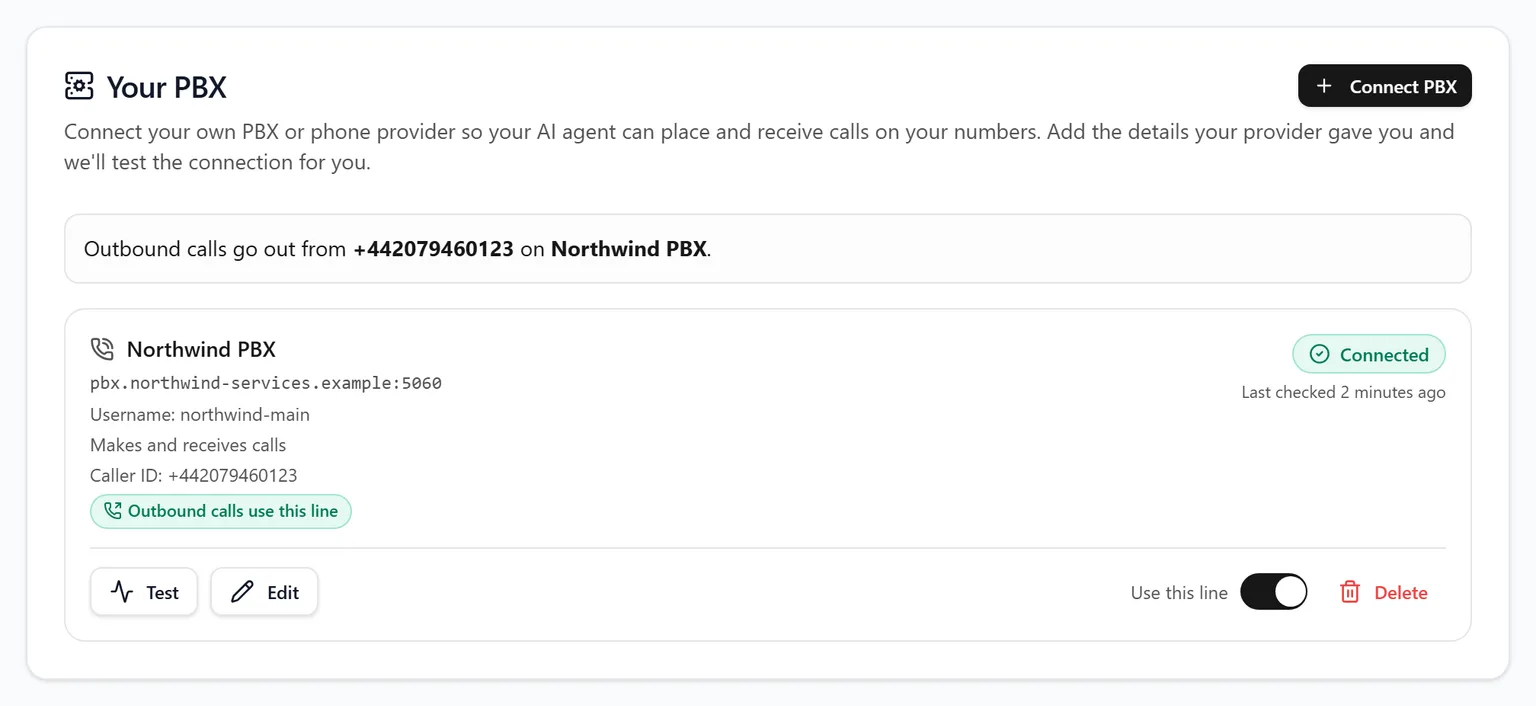 Your PBX
Connect PBX
Connect your own PBX or phone provider so your AI agent can place and receive calls on your numbers. Add the details your provider gave you and
we'll test the connection for you.
Outbound calls go out from +442079460123 on Northwind PBX.
Northwind PBX
Connected
pbx.northwind-services.example:5060
Last checked 2 minutes ago
Username: northwind-main
Makes and receives calls
Caller ID: +442079460123
Outbound calls use this line
Test
Edit
Use this line
Delete